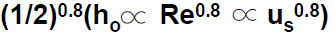 (1/2)⁰·⁸(hₒ∝ Re⁰·⁸ ∝ uₛ⁰·⁸)